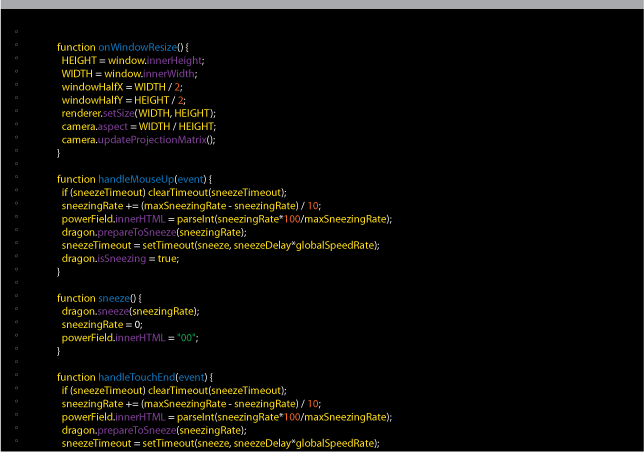 function onWindowResize() {
HEIGHT = window.innerHeight;
WIDTH = window.innerWidth;
windowHalfX = WIDTH / 2;
windowHalfY = HEIGHT / 2;
renderer.setSize(WIDTH, HEIGHT);
camera.aspect = WIDTH / HEIGHT;
camera.updateProjectionMatrix();
}
function handleMouseUp(event) {
if (sneezeTimeout) clearTimeout(sneezeTimeout);
sneezingRate += (maxSneezingRate - sneezingRate) / 10;
powerField.innerHTML = parseInt(sneezingRate*100/maxSneezingRate);
dragon.prepareToSneeze(sneezingRate);
sneezeTimeout = setTimeout(sneeze, sneezeDelay*globalSpeedRate);
dragon.isSneezing = true;
}
function sneeze() {
dragon.sneeze(sneezingRate);
sneezingRate = 0;
powerField.innerHTML = "00";
}
function handleTouchEnd(event) {
if (sneezeTimeout) clearTimeout(sneezeTimeout);
sneezingRate += (maxSneezingRate - sneezingRate) / 10;
powerField.innerHTML = parseInt(sneezingRate*100/maxSneezingRate);
dragon.prepareToSneeze(sneezingRate);
sneezeTimeout = setTimeout(sneeze, sneezeDelay*globalSpeedRate);